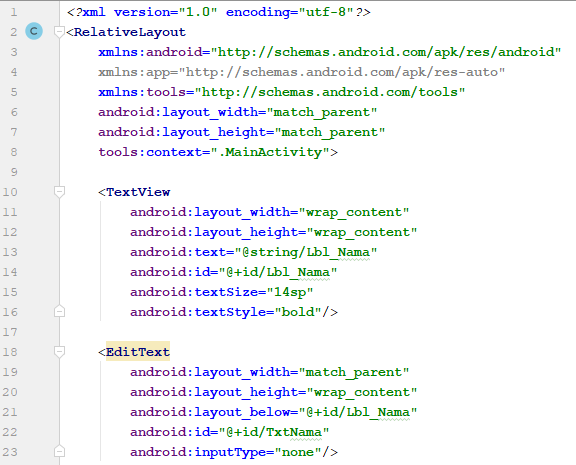 1 <?xml version="1.0" encoding="utf-8"?>
2 C <RelativeLayout
3 xmlns:android="http://schemas.android.com/apk/res/android"
4 xmlns:app="http://schemas.android.com/apk/res-auto"
5 xmlns:tools="http://schemas.android.com/tools"
6 android:layout_width="match_parent"
7 android:layout_height="match_parent"
8 tools:context=".MainActivity">
9
10 <TextView
11 android:layout_width="wrap_content"
12 android:layout_height="wrap_content"
13 android:text="@string/Lbl_Nama"
14 android:id="@+id/Lbl_Nama"
15 android:textSize="14sp"
16 android:textStyle="bold"/>
17
18 <EditText
19 android:layout_width="match_parent"
20 android:layout_height="wrap_content"
21 android:layout_below="@+id/Lbl_Nama"
22 android:id="@+id/TxtNama"
23 android:inputType="none"/>